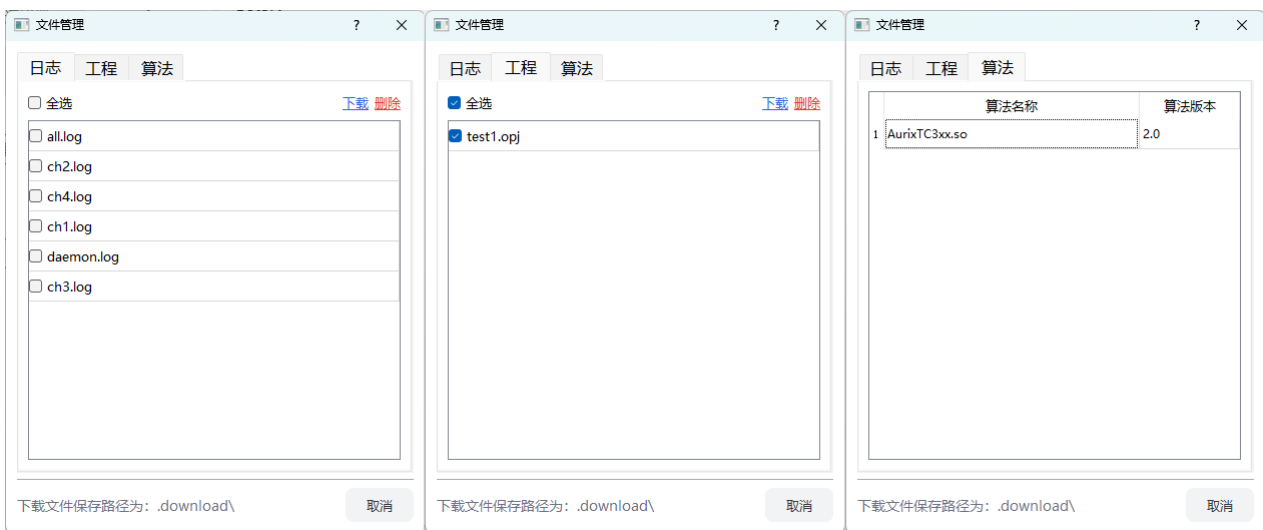 文件管理 ?
日志 工程 算法
全选 下载 删除
all.log
ch2.log
ch4.log
ch1.log
daemon.log
ch3.log
下载文件保存路径为: .download\ 取消
文件管理 ?
日志 工程 算法
全选 下载 删除
test1.opj
下载文件保存路径为: .download\ 取消
文件管理 ?
日志 工程 算法
算法名称 算法版本
1 AurixTC3xx.so 2.0
下载文件保存路径为: .download\ 取消